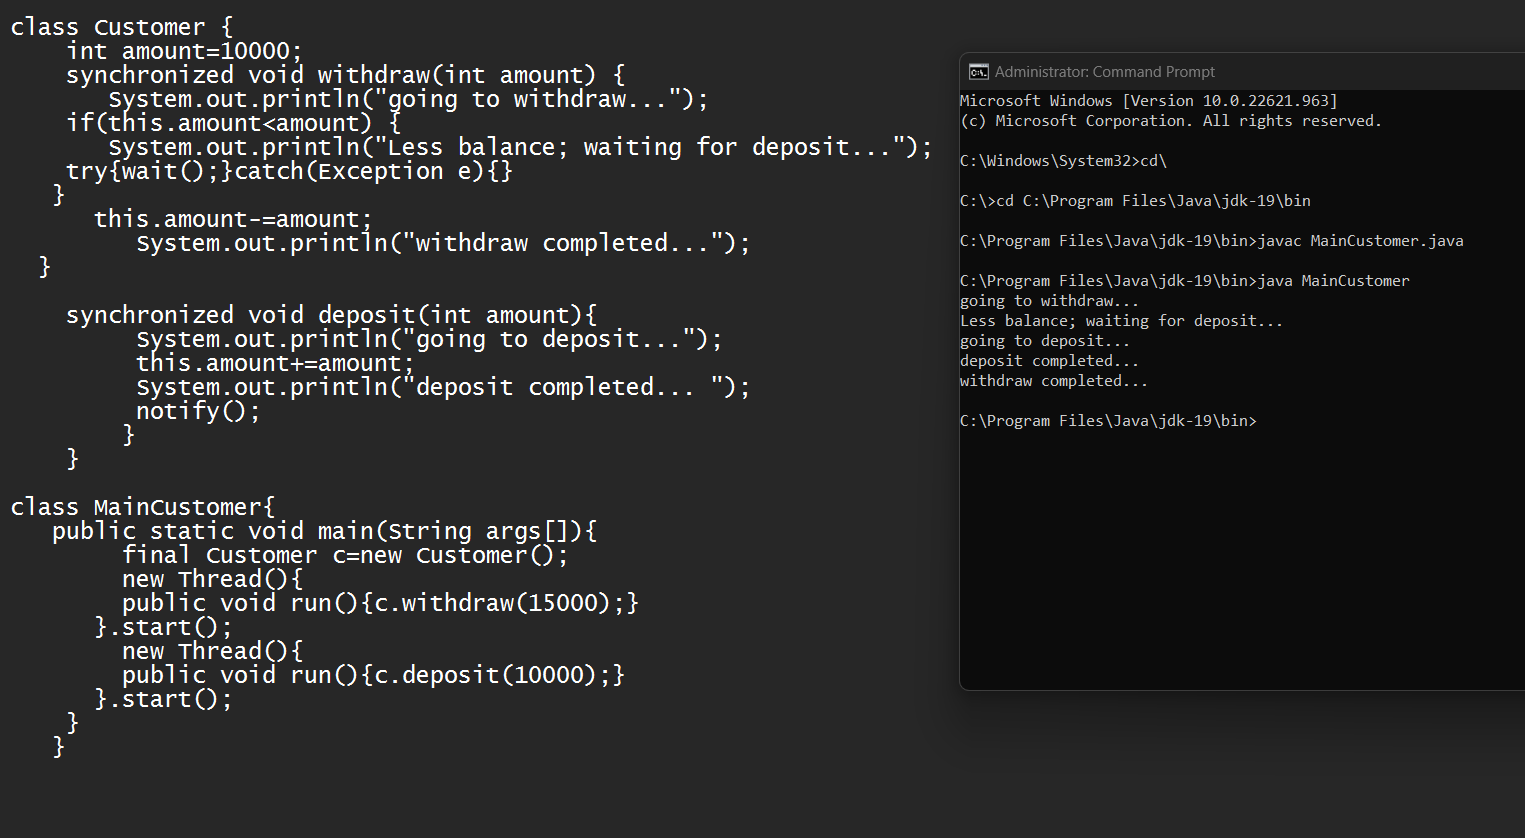 class Customer {
int amount=10000;
synchronized void withdraw(int amount) {
System.out.println("going to withdraw...");
if(this.amount<amount) {
System.out.println("Less balance; waiting for deposit...");
try{wait();}catch(Exception e){}
}
this.amount-=amount;
System.out.println("withdraw completed...");
}
synchronized void deposit(int amount){
System.out.println("going to deposit...");
this.amount+=amount;
System.out.println("deposit completed... ");
notify();
}
}
class MainCustomer{
public static void main(String args[]){
final Customer c=new Customer();
new Thread(){
public void run(){c.withdraw(15000);}
}.start();
new Thread(){
public void run(){c.deposit(10000);}
}.start();
}
}
Administrator: Command Prompt
Microsoft Windows [Version 10.0.22621.963]
(c) Microsoft Corporation. All rights reserved.
C:\Windows\System32>cd\
C:\>cd C:\Program Files\Java\jdk-19\bin
C:\Program Files\Java\jdk-19\bin>javac MainCustomer.java
C:\Program Files\Java\jdk-19\bin>java MainCustomer
going to withdraw...
Less balance; waiting for deposit...
going to deposit...
deposit completed...
withdraw completed...
C:\Program Files\Java\jdk-19\bin>